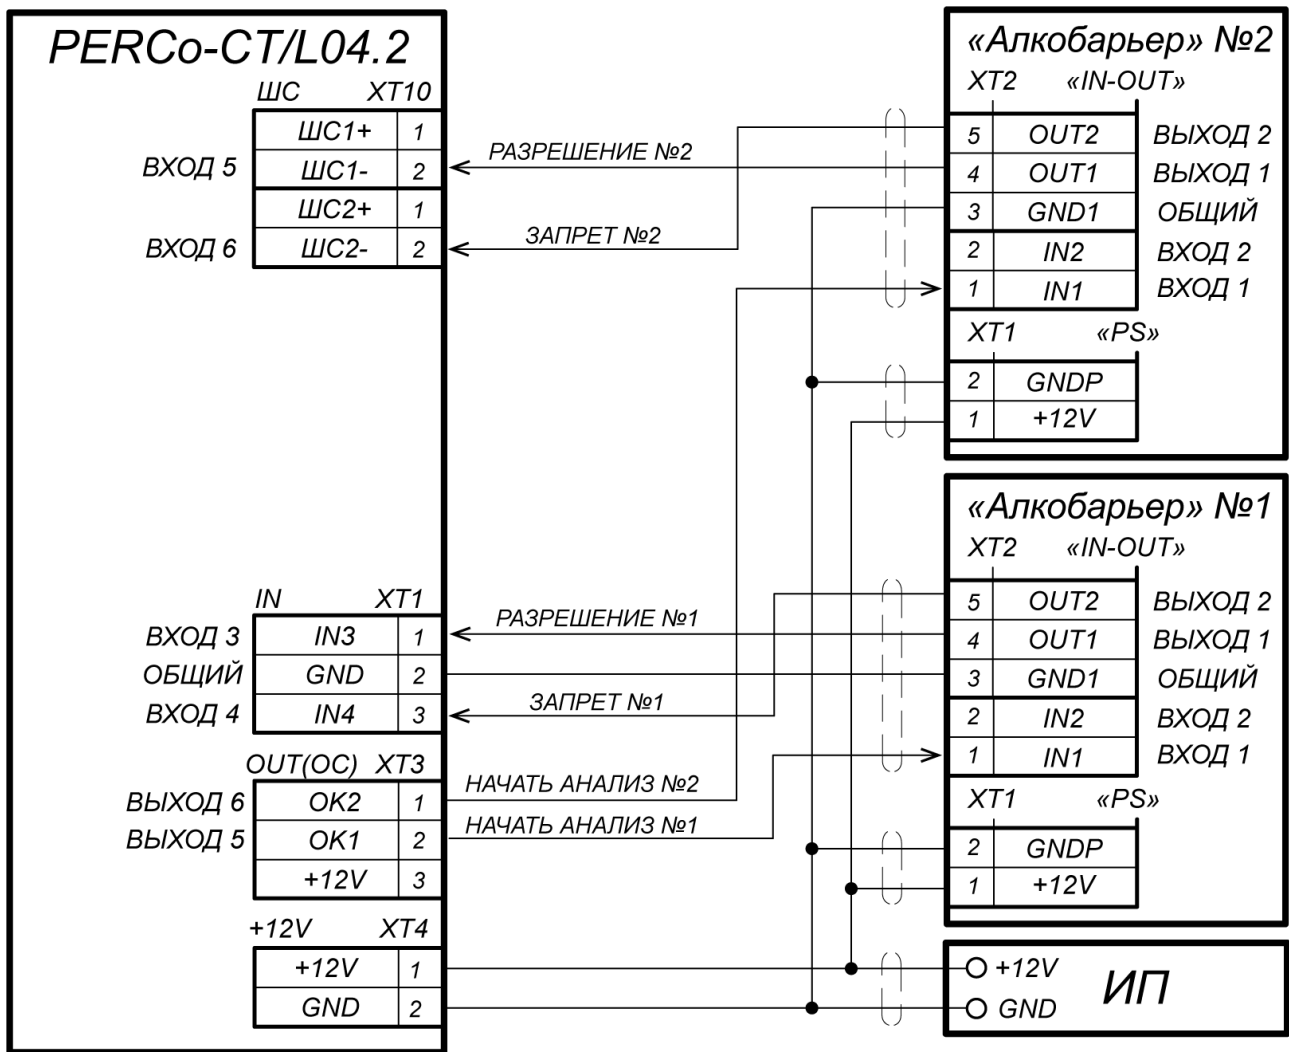 PERCo-CT/L04.2
ШС XT10
ШС1+ 1
ВХОД 5 ШС1- 2
ШС2+ 1
ВХОД 6 ШС2- 2
РАЗРЕШЕНИЕ №2
ЗАПРЕТ №2
«Алкобарьер» №2
XT2 «IN-OUT»
5 OUT2 ВЫХОД 2
4 OUT1 ВЫХОД 1
3 GND1 ОБЩИЙ
2 IN2 ВХОД 2
1 IN1 ВХОД 1
XT1 «PS»
2 GNDP
1 +12V
IN XT1
ВХОД 3 IN3 1
ОБЩИЙ GND 2
ВХОД 4 IN4 3
РАЗРЕШЕНИЕ №1
ЗАПРЕТ №1
OUT(OC) XT3
ВЫХОД 6 OK2 1
ВЫХОД 5 OK1 2
+12V 3
НАЧАТЬ АНАЛИЗ №2
НАЧАТЬ АНАЛИЗ №1
+12V XT4
+12V 1
GND 2
«Алкобарьер» №1
XT2 «IN-OUT»
5 OUT2 ВЫХОД 2
4 OUT1 ВЫХОД 1
3 GND1 ОБЩИЙ
2 IN2 ВХОД 2
1 IN1 ВХОД 1
XT1 «PS»
2 GNDP
1 +12V
+12V ИП
GND